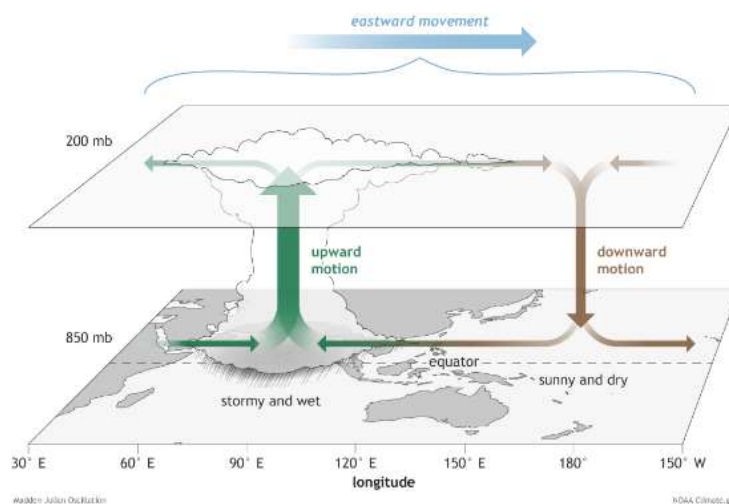 eastward movement
200 mb
upward
motion
downward
motion
850 mb
equator
stormy and wet
sunny and dry
30° E
60° E
90° E
120° E
150° E
180°
150° W
longitude
Madden Julian Oscillation
NOAA Climate.g